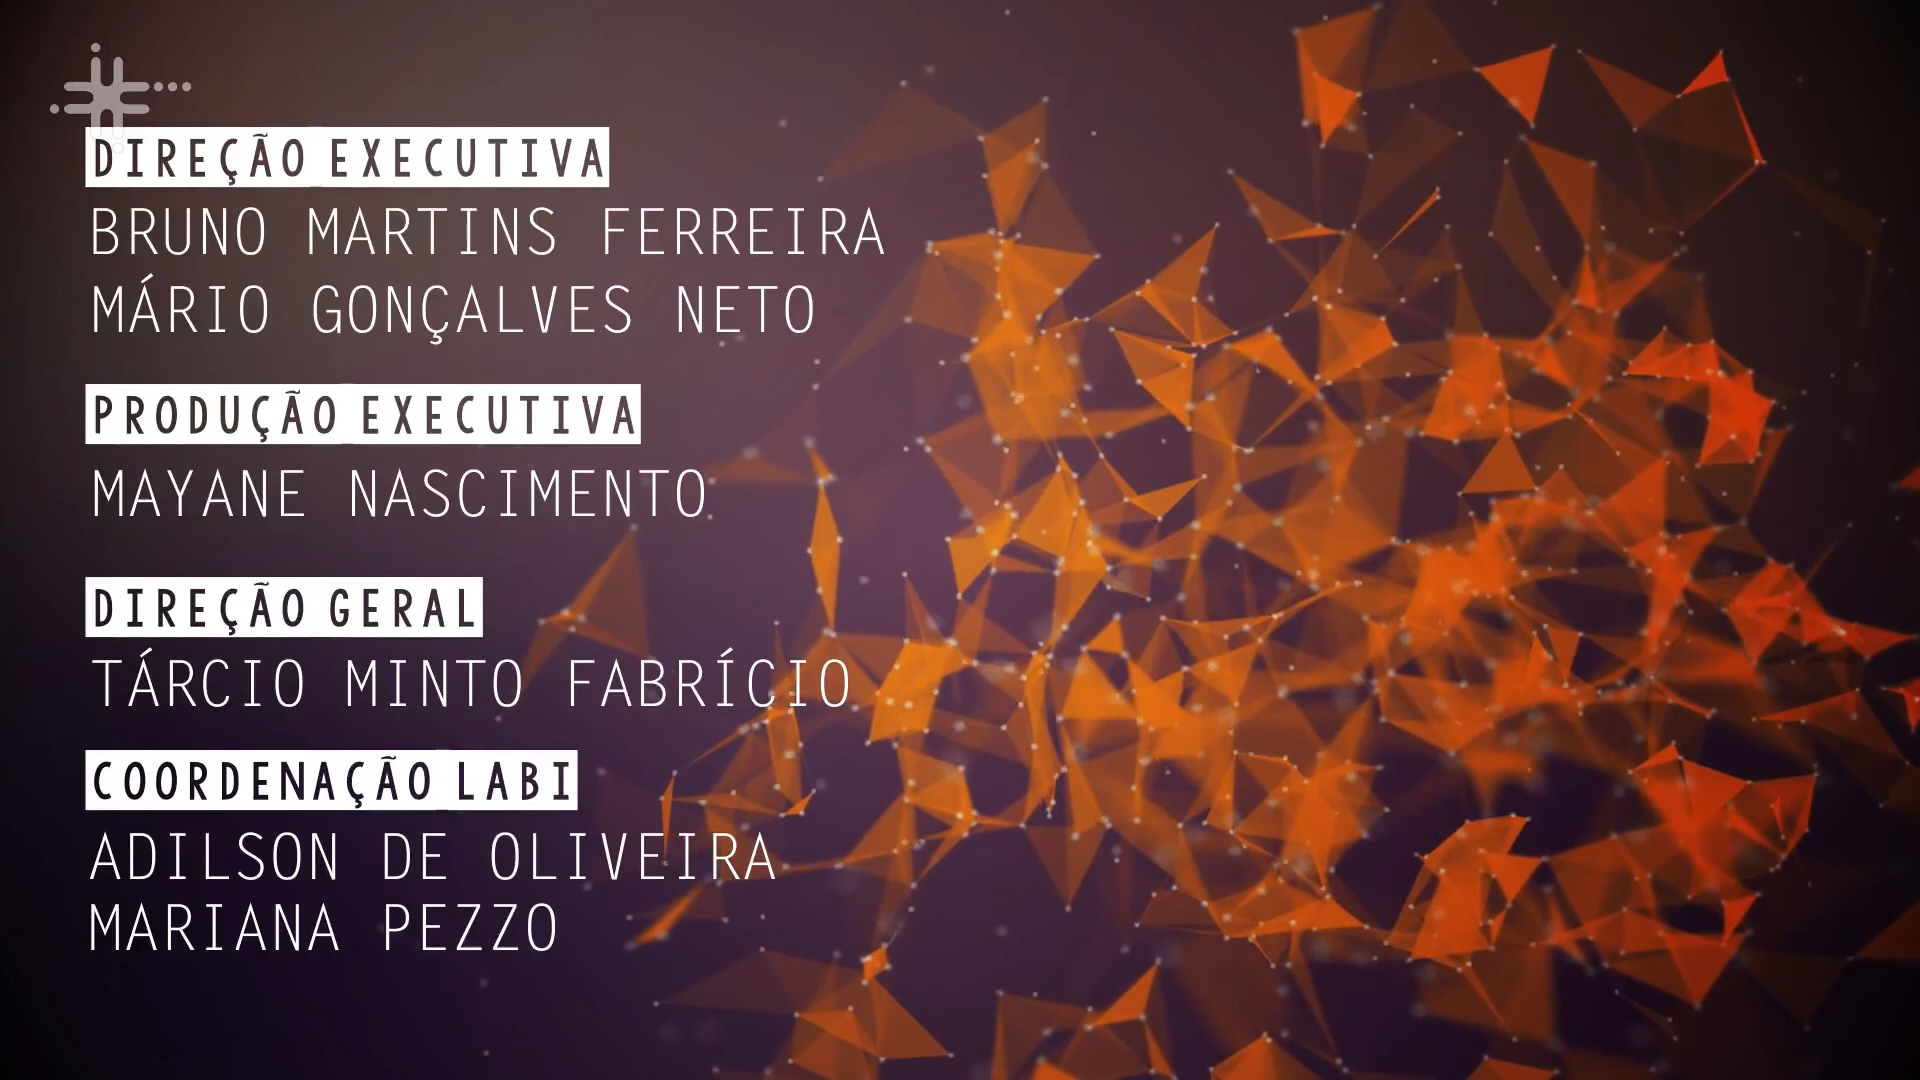 DIREÇÃO EXECUTIVA
BRUNO MARTINS FERREIRA
MÁRIO GONÇALVES NETO
PRODUÇÃO EXECUTIVA
MAYANE NASCIMENTO
DIREÇÃO GERAL
TÁRCIO MINTO FABRÍCIO
COORDENAÇÃO LABI
ADILSON DE OLIVEIRA
MARIANA PEZZO